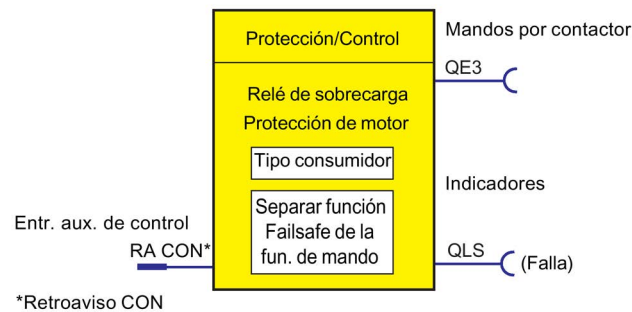 Protección/Control
Mandos por contactor
QE3
Relé de sobrecarga
Protección de motor
Tipo consumidor
Indicadores
Separar función
Failsafe de la
fun. de mando
Entr. aux. de control
RA CON*
QLS
(Falla)
*Retroaviso CON